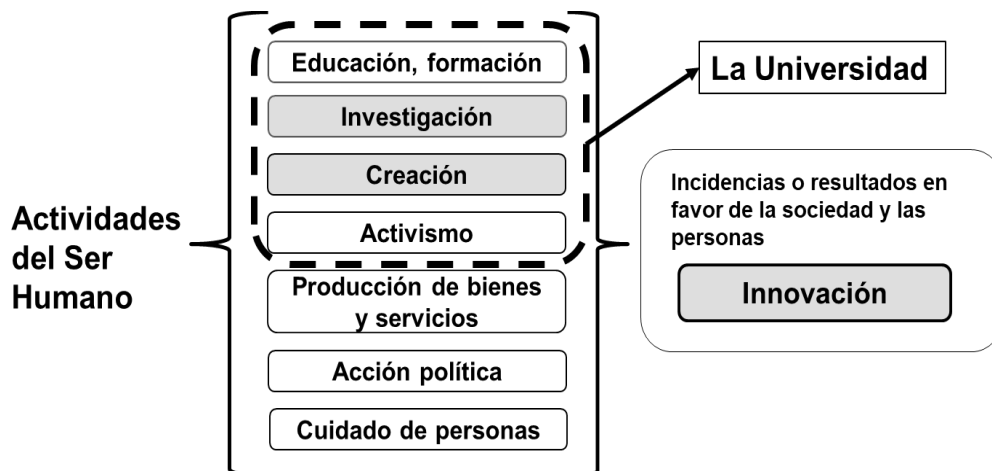 Actividades
del Ser
Humano
Educación, formación
Investigación
Creación
Activismo
Producción de bienes
y servicios
Acción política
Cuidado de personas
La Universidad
Incidencias o resultados en
favor de la sociedad y las
personas
Innovación